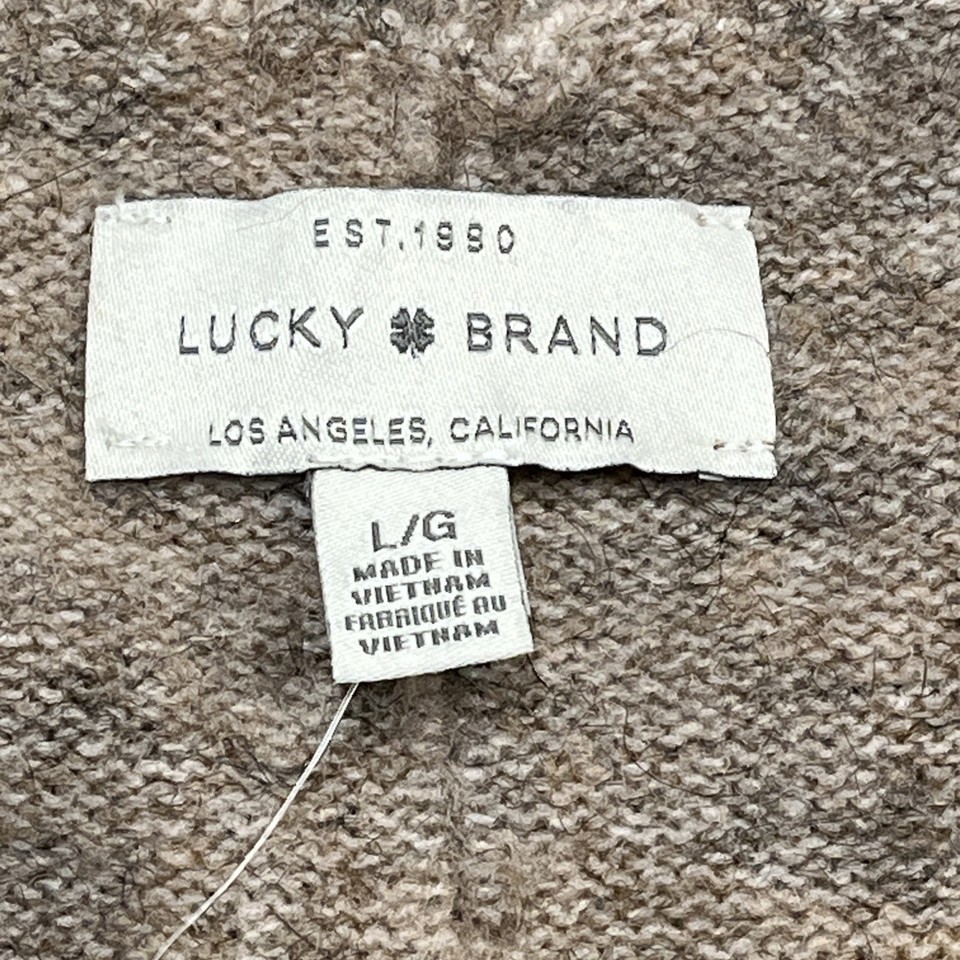 EST. 1990
LUCKY BRAND
LOS ANGELES, CALIFORNIA
L/G
MADE IN
VIETNAM
FABRIQUÉ AU
VIETNAM